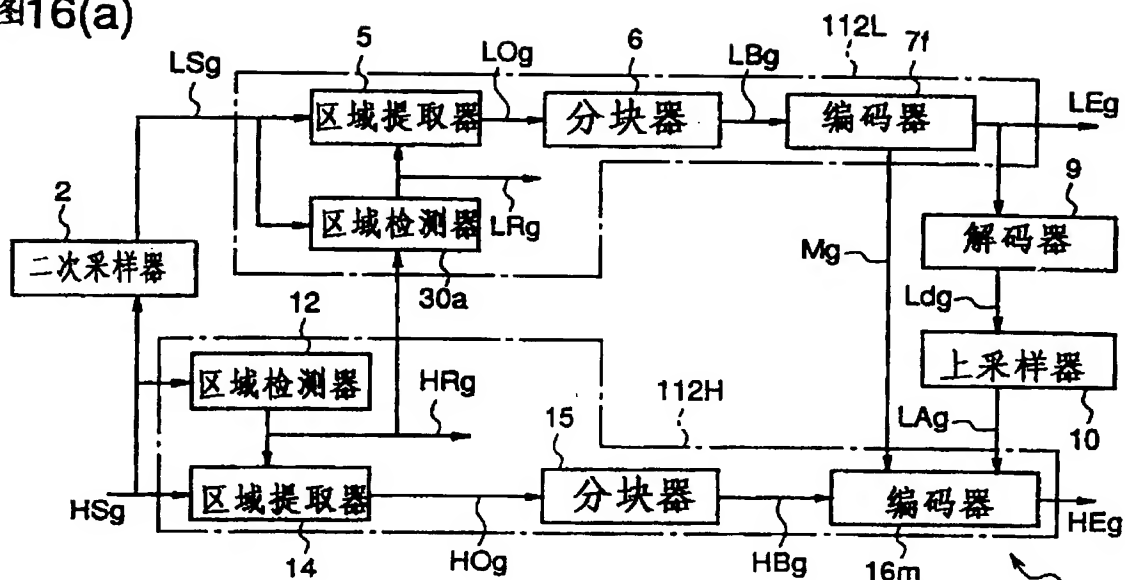 图16(a)
112L
5
6
7f
LSg
LOg
LBg
LEg
区域提取器
分块器
编码器
2
9
区域检测器
LRg
Mg
解码器
二次采样器
30a
Ldg
12
上采样器
区域检测器
HRg
112H
LAg
10
15
HSg
区域提取器
分块器
编码器
HEg
14
HOg
HBg
16m